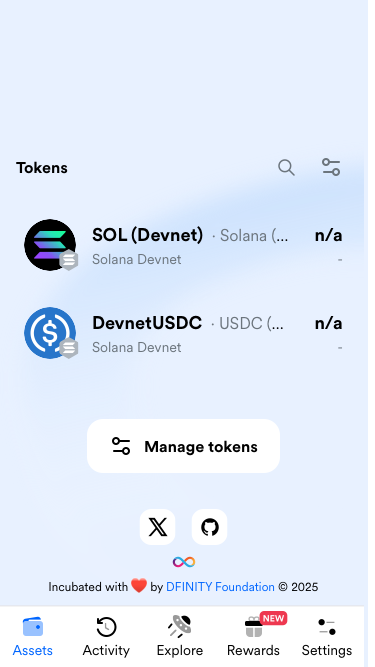 Tokens
SOL (Devnet) · Solana (... n/a
Solana Devnet -
DevnetUSDC · USDC (... n/a
Solana Devnet -
Manage tokens
Incubated with ❤️ by DFINITY Foundation © 2025
NEW
Assets Activity Explore Rewards Settings